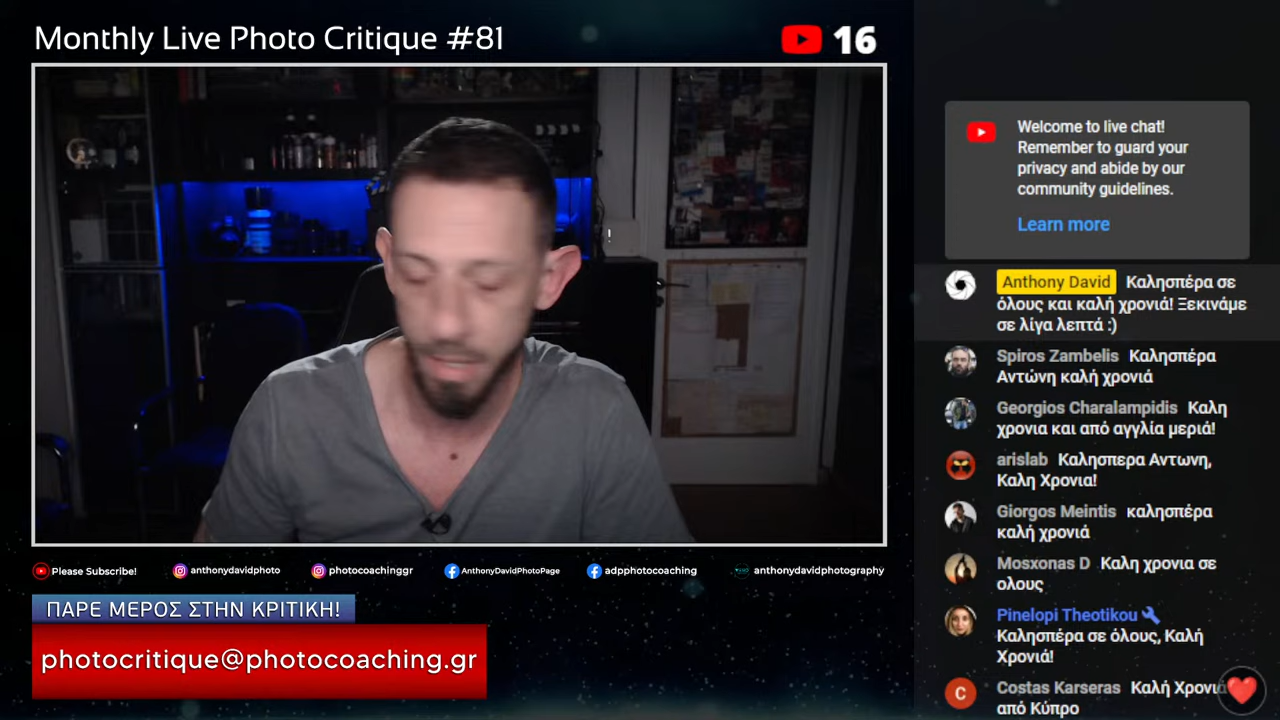 Monthly Live Photo Critique #81
16
Please Subscribe!
anthonydavidphoto
photocoachinggr
AnthonyDavidPhotoPage
adpphotocoaching
anthonydavidphotography
ΠΑΡΕ ΜΕΡΟΣ ΣΤΗΝ ΚΡΙΤΙΚΗ!
photocritique@photocoaching.gr
Welcome to live chat!
Remember to guard your
privacy and abide by our
community guidelines.
Learn more
Anthony David Καλησπέρα σε
όλους και καλή χρονιά! Ξεκινάμε
σε λίγα λεπτά :)
Spiros Zambelis Καλησπέρα
Αντώνη καλή χρονιά
Georgios Charalampidis Καλη
χρονια και από αγγλία μεριά!
arislab Καλησπερα Αντωνη,
Καλη Χρονια!
Giorgos Meintis καλησπέρα
καλή χρονιά
Mosxonas D Καλη χρονια σε
ολους
Pinelopi Theotikou
Καλησπέρα σε όλους, Καλή
Χρονιά!
C
Costas Karseras Καλή Χρονιά
από Κύπρο